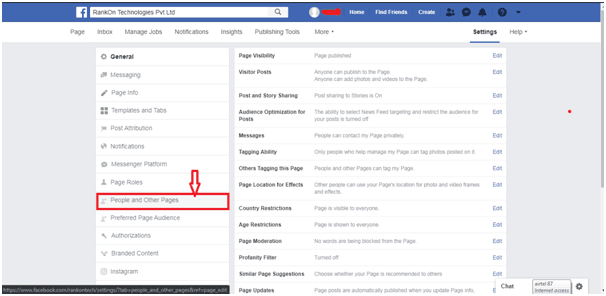 RankOn Technologies Pvt Ltd
Home Find Friends Create
Page Inbox Manage Jobs Notifications Insights Publishing Tools More Settings Help
General
Messaging
Page Info
Templates and Tabs
Post Attribution
Notifications
Messenger Platform
Page Roles
People and Other Pages
Preferred Page Audience
Authorizations
Branded Content
Instagram
Page Visibility Page published Edit
Visitor Posts Anyone can publish to the Page Edit
Anyone can add photos and videos to the Page.
Post and Story Sharing Post sharing to Stories is On Edit
Audience Optimization for The ability to select News Feed targeting and restrict the audience for Edit
Posts your posts is turned off
Messages People can contact my Page privately. Edit
Tagging Ability Only people who help manage my Page can tag photos posted on it. Edit
Others Tagging this Page People and other Pages can tag my Page. Edit
Page Location for Effects Other people can use your Page's location for photo and video frames Edit
and effects.
Country Restrictions Page is visible to everyone. Edit
Age Restrictions Page is shown to everyone. Edit
Page Moderation No words are being blocked from the Page. Edit
Profanity Filter Turned off Edit
Similar Page Suggestions Choose whether your Page is recommended to others Edit
Page Updates Page posts are automatically published when you update Page info, Edit
Chat
airtel 87
Internet access
https://www.facebook.com/rankontech/settings/?tab=people_and_other_pages&ref=page_edit